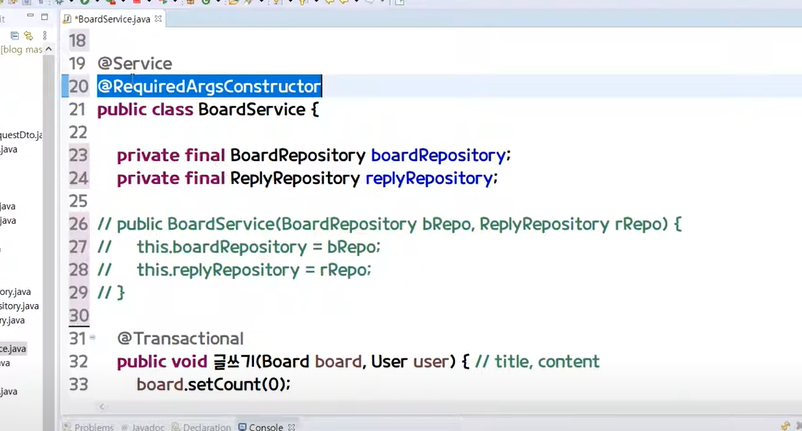 *BoardService.java
[blog mas
18
19 @Service
20 @RequiredArgsConstructor
21 public class BoardService {
22
questDto.ja
.java
23 private final BoardRepository boardRepository;
24 private final ReplyRepository replyRepository;
25
26 // public BoardService(BoardRepository bRepo, ReplyRepository rRepo) {
27 // this.boardRepository = bRepo;
28 // this.replyRepository = rRepo;
29 // }
30
31 @Transactional
32 public void 글쓰기(Board board, User user) { // title, content
33 board.setCount(0);
.java
.java
ory.java
sitory.java
ry.java
ce.java
va
.java
Problems Javadoc Declaration Console